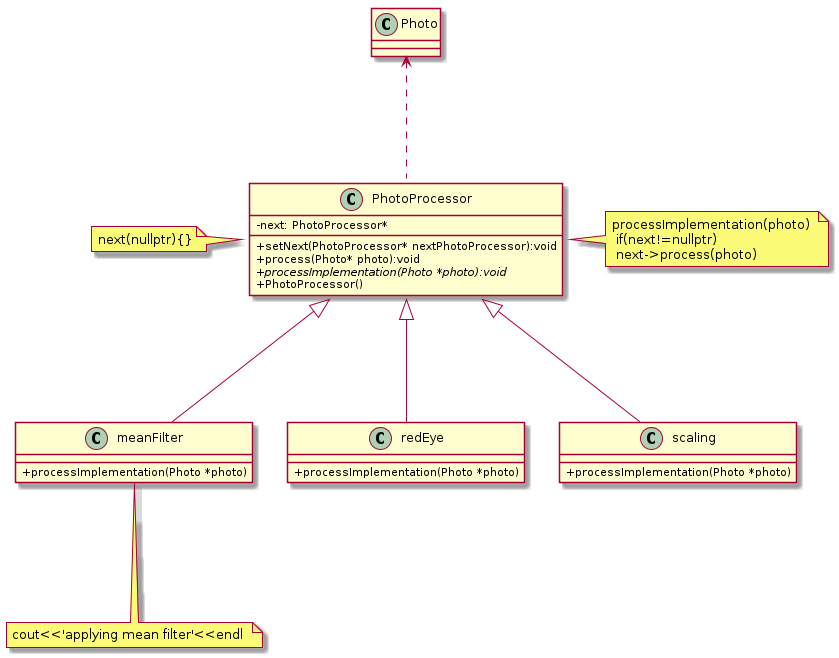 C Photo
C PhotoProcessor
-next: PhotoProcessor*
+setNext(PhotoProcessor* nextPhotoProcessor):void
+process(Photo* photo):void
+processImplementation(Photo *photo):void
+PhotoProcessor()
next(nullptr){}
processImplementation(photo)
if(next!=nullptr)
next->process(photo)
C meanFilter
+processImplementation(Photo *photo)
C redEye
+processImplementation(Photo *photo)
C scaling
+processImplementation(Photo *photo)
cout<<'applying mean filter'<<endl